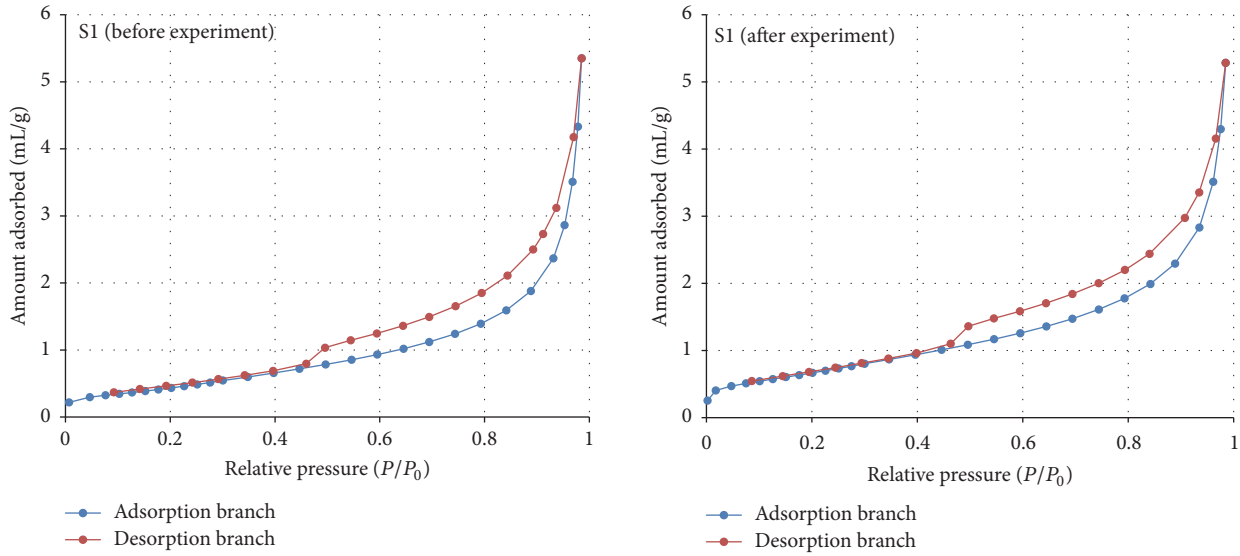 S1 (before experiment)
Amount adsorbed (mL/g)
6
5
4
3
2
1
0
0 0.2 0.4 0.6 0.8 1
Relative pressure (P/P0)
Adsorption branch
Desorption branch
S1 (after experiment)
Amount adsorbed (mL/g)
6
5
4
3
2
1
0
0 0.2 0.4 0.6 0.8 1
Relative pressure (P/P0)
Adsorption branch
Desorption branch